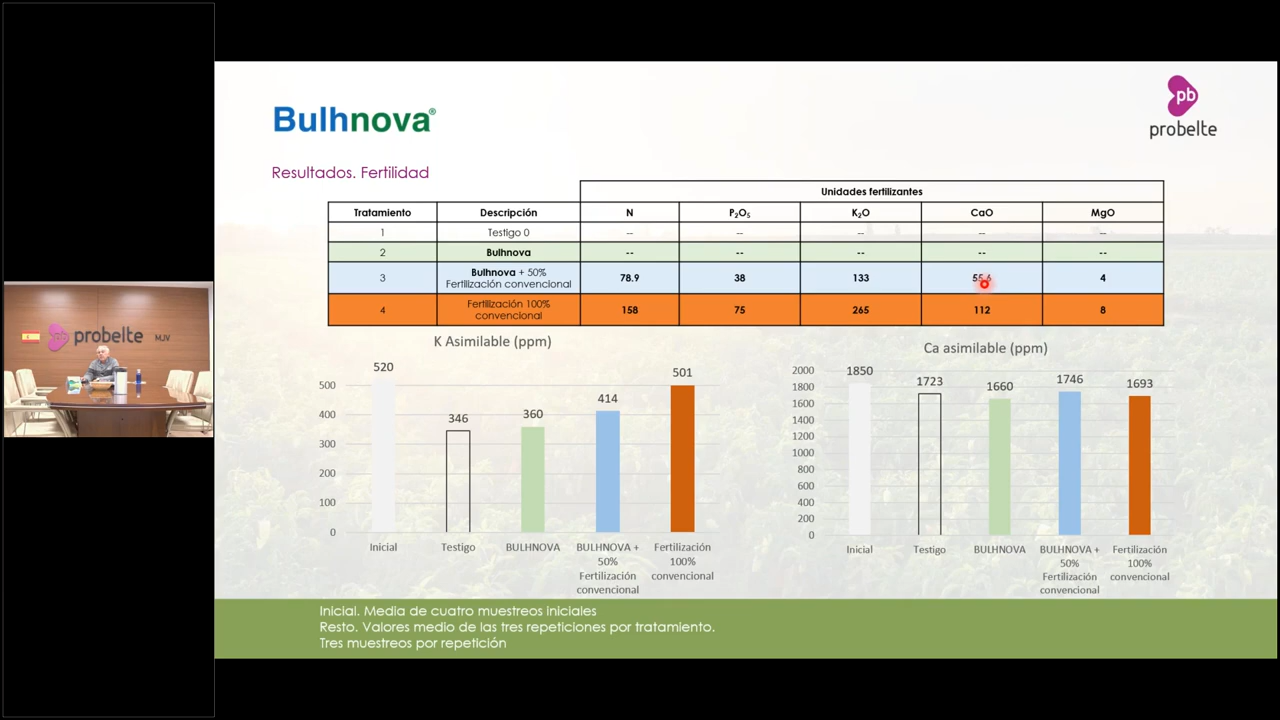 Bulhnova®
pb
probelte
Resultados. Fertilidad
Unidades fertilizantes
Tratamiento Descripción N P₂O₅ K₂O CaO MgO
1 Testigo 0 -- -- -- -- --
2 Bulhnova -- -- -- -- --
3 Bulhnova + 50% Fertilización convencional 78.9 38 133 55.6 4
4 Fertilización 100% convencional 158 75 265 112 8
K Asimilable (ppm)
520
346
360
414
501
500
400
300
200
100
0
Inicial
Testigo
BULHNOVA
BULHNOVA +
50%
Fertilización
convencional
Fertilización
100%
convencional
Ca asimilable (ppm)
1850
1723
1660
1746
1693
2000
1800
1600
1400
1200
1000
800
600
400
200
0
Inicial
Testigo
BULHNOVA
BULHNOVA +
50%
Fertilización
convencional
Fertilización
100%
convencional
Inicial. Media de cuatro muestreos iniciales
Resto. Valores medio de las tres repeticiones por tratamiento.
Tres muestreos por repetición
probelte
MJV